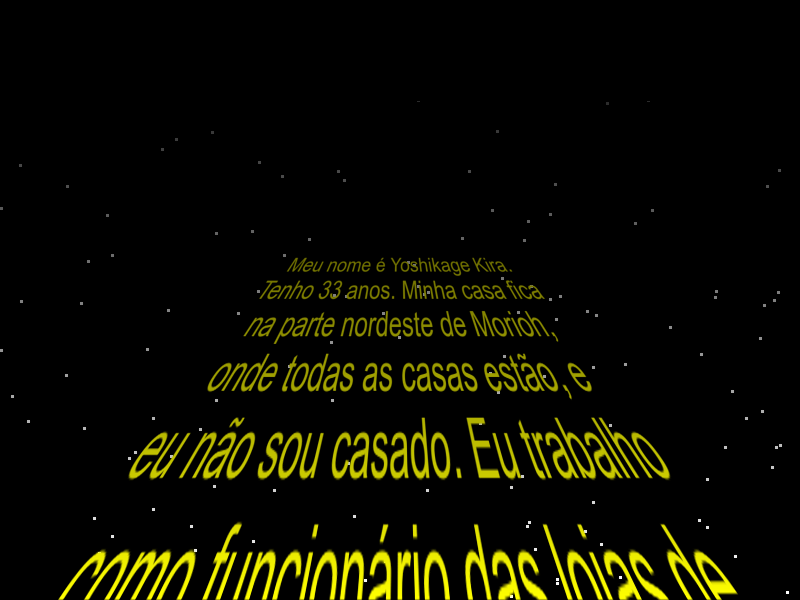 Meu nome é Yoshikage Kira.
Tenho 33 anos. Minha casa fica
na parte nordeste de Morioh,
onde todas as casas estão, e
eu não sou casado. Eu trabalho
como funcionário das lojas de